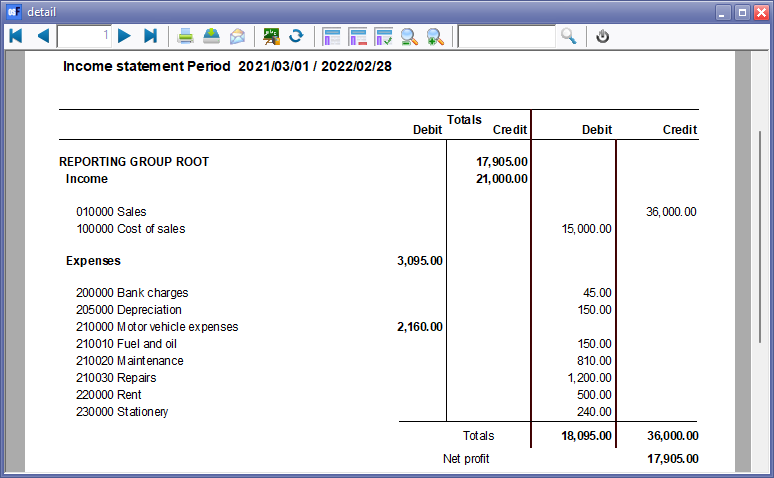 detail
1
Income statement Period 2021/03/01 / 2022/02/28
Totals
Debit Credit Debit Credit
REPORTING GROUP ROOT 17,905.00
Income 21,000.00
010000 Sales 36,000.00
100000 Cost of sales 15,000.00
Expenses 3,095.00
200000 Bank charges 45.00
205000 Depreciation 150.00
210000 Motor vehicle expenses 2,160.00
210010 Fuel and oil 150.00
210020 Maintenance 810.00
210030 Repairs 1,200.00
220000 Rent 500.00
230000 Stationery 240.00
Totals 18,095.00 36,000.00
Net profit 17,905.00